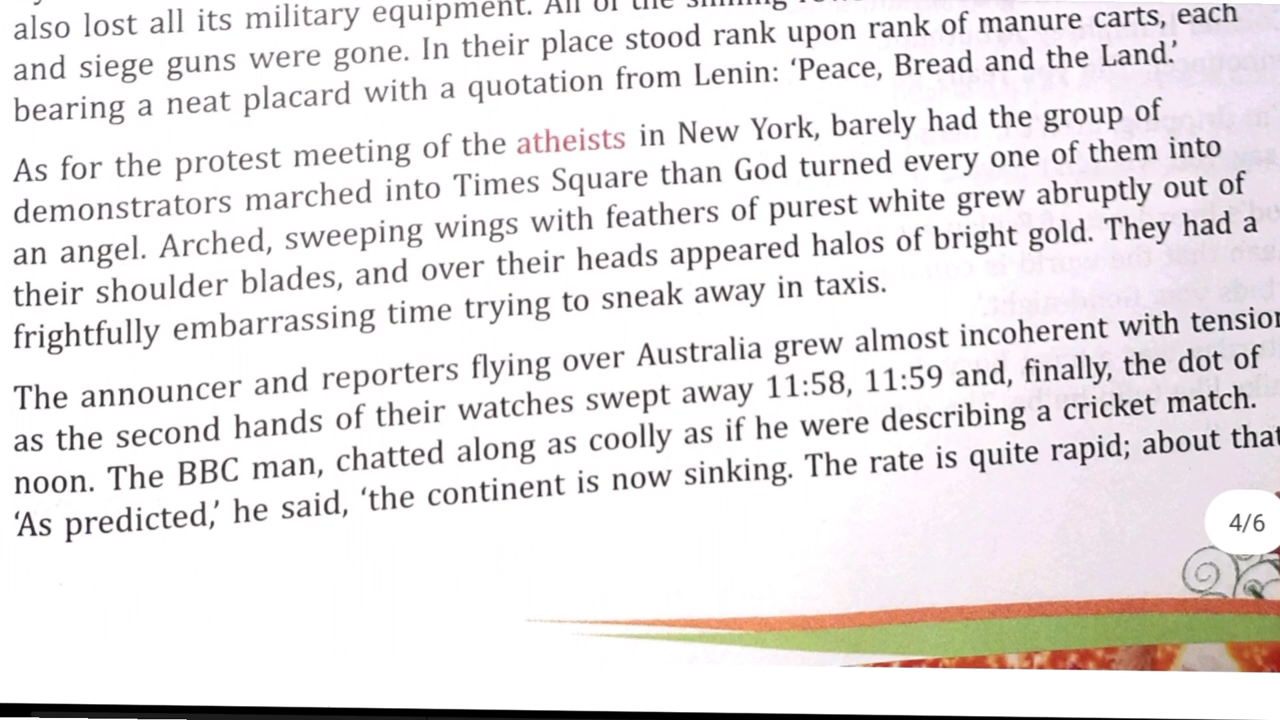 also lost all its military equipment. All of the
and siege guns were gone. In their place stood rank upon rank of manure carts, each
bearing a neat placard with a quotation from Lenin: ‘Peace, Bread and the Land.’
As for the protest meeting of the atheists in New York, barely had the group of
demonstrators marched into Times Square than God turned every one of them into
an angel. Arched, sweeping wings with feathers of purest white grew abruptly out of
their shoulder blades, and over their heads appeared halos of bright gold. They had a
frightfully embarrassing time trying to sneak away in taxis.
The announcer and reporters flying over Australia grew almost incoherent with tension
as the second hands of their watches swept away 11:58, 11:59 and, finally, the dot of
noon. The BBC man, chatted along as coolly as if he were describing a cricket match.
‘As predicted,’ he said, ‘the continent is now sinking. The rate is quite rapid; about that
4/6